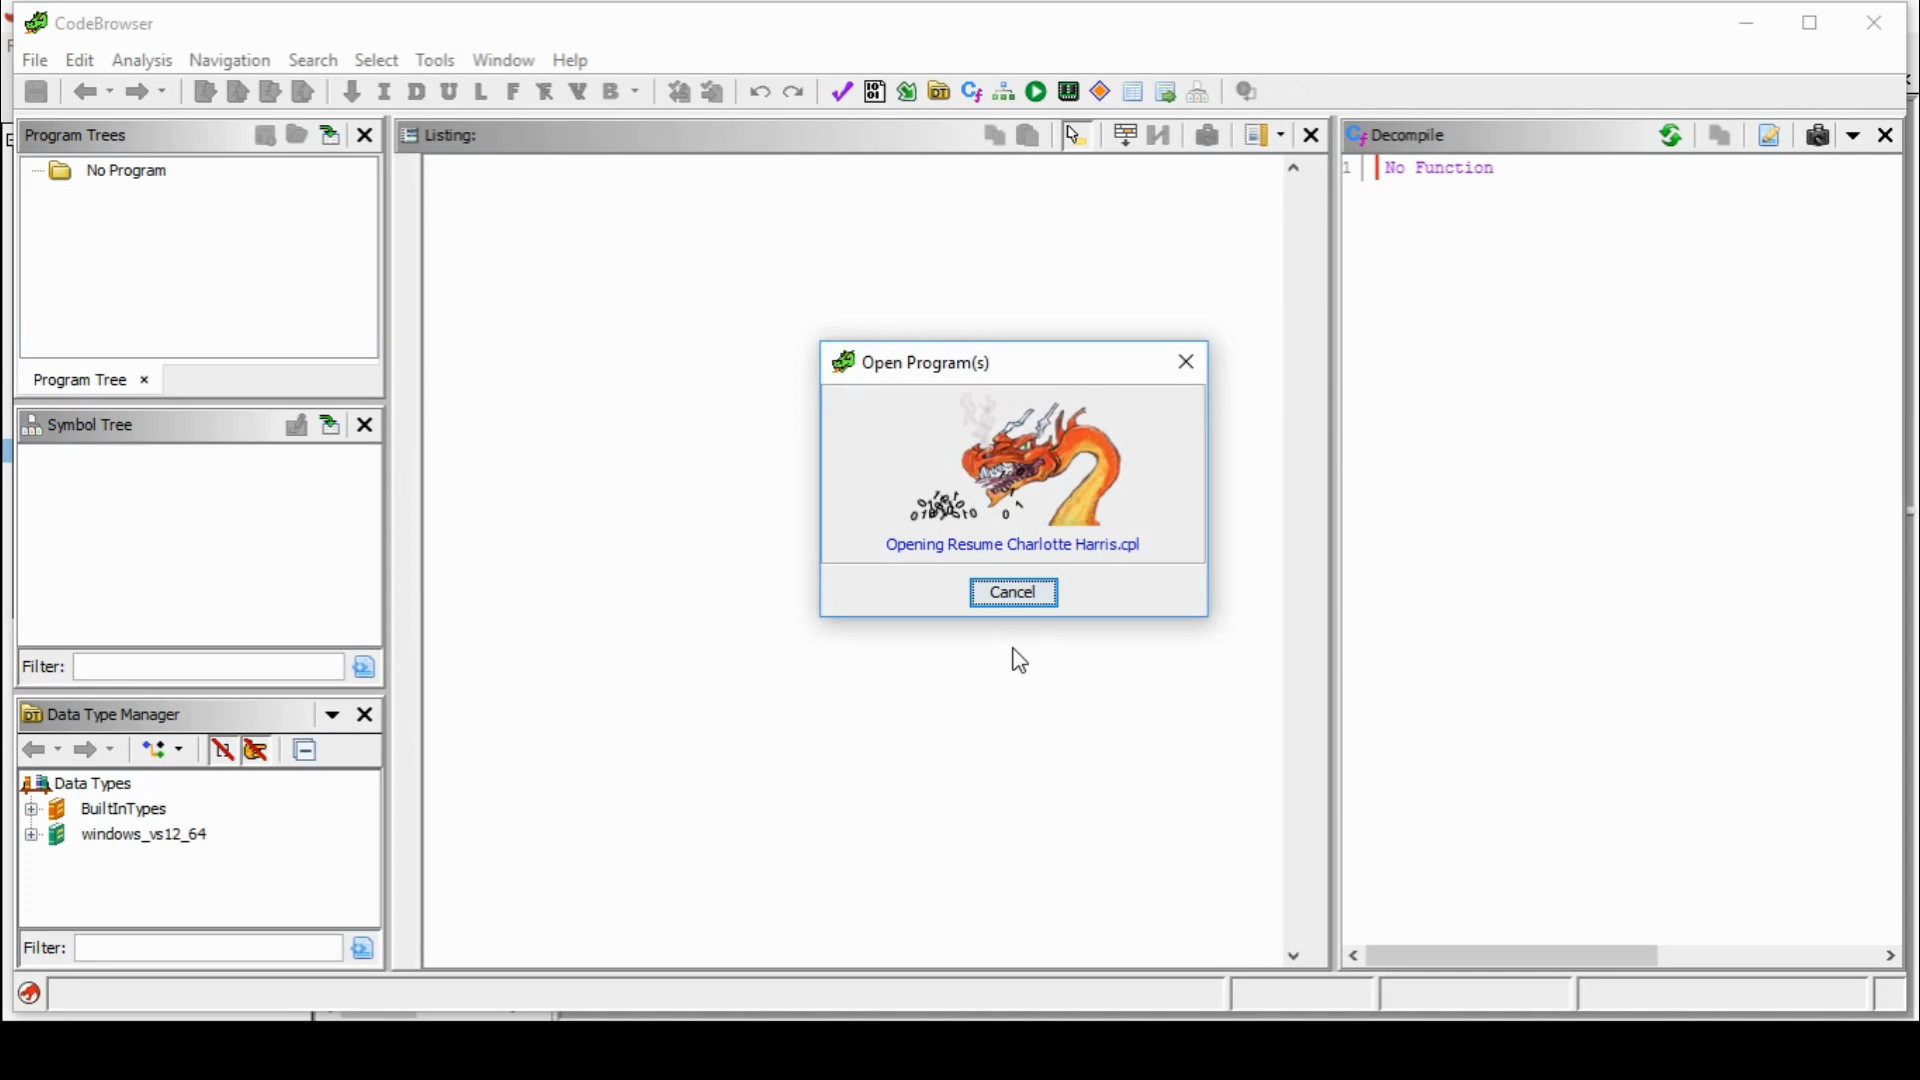 CodeBrowser
File Edit Analysis Navigation Search Select Tools Window Help
I D U L F V B
Program Trees
No Program
Program Tree
Symbol Tree
Filter:
Data Type Manager
Data Types
BuiltInTypes
windows_vs12_64
Filter:
Listing:
Open Program(s)
Opening Resume Charlotte Harris.cpl
Cancel
Decompile
1 No Function